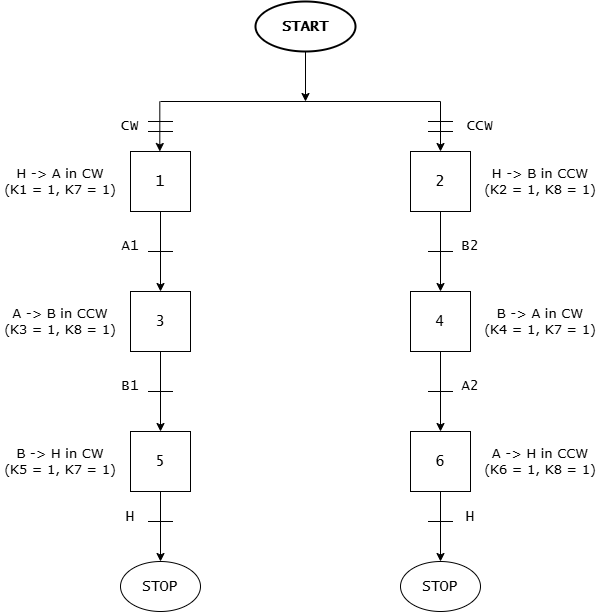 START
CW
CCW
H -> A in CW
(K1 = 1, K7 = 1)
1
2
H -> B in CCW
(K2 = 1, K8 = 1)
A1
B2
A -> B in CCW
(K3 = 1, K8 = 1)
3
4
B -> A in CW
(K4 = 1, K7 = 1)
B1
A2
B -> H in CW
(K5 = 1, K7 = 1)
5
6
A -> H in CCW
(K6 = 1, K8 = 1)
H
H
STOP
STOP